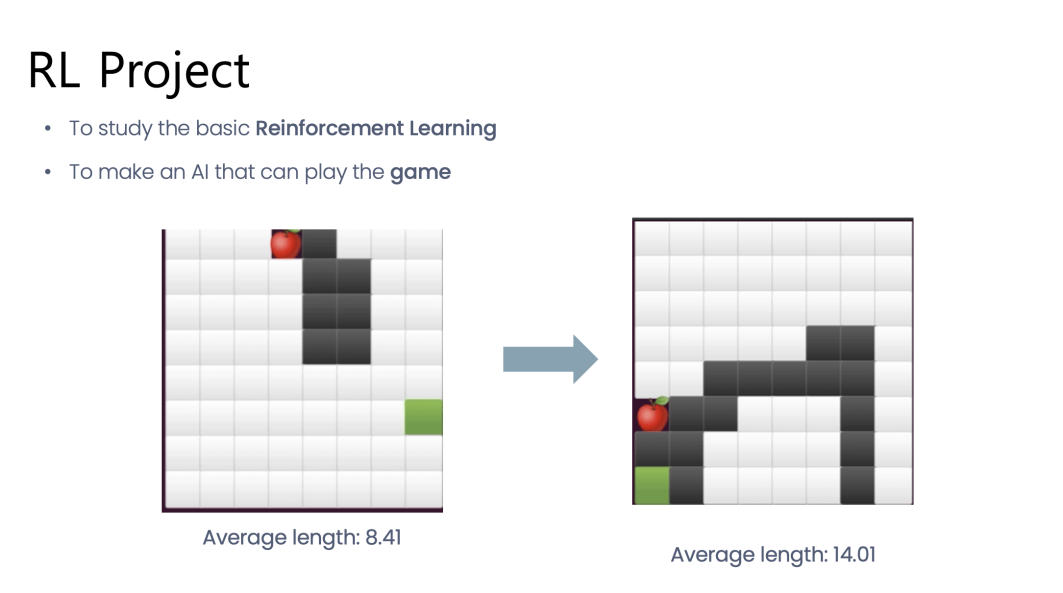 RL Project
• To study the basic Reinforcement Learning
• To make an AI that can play the game
Average length: 8.41
Average length: 14.01